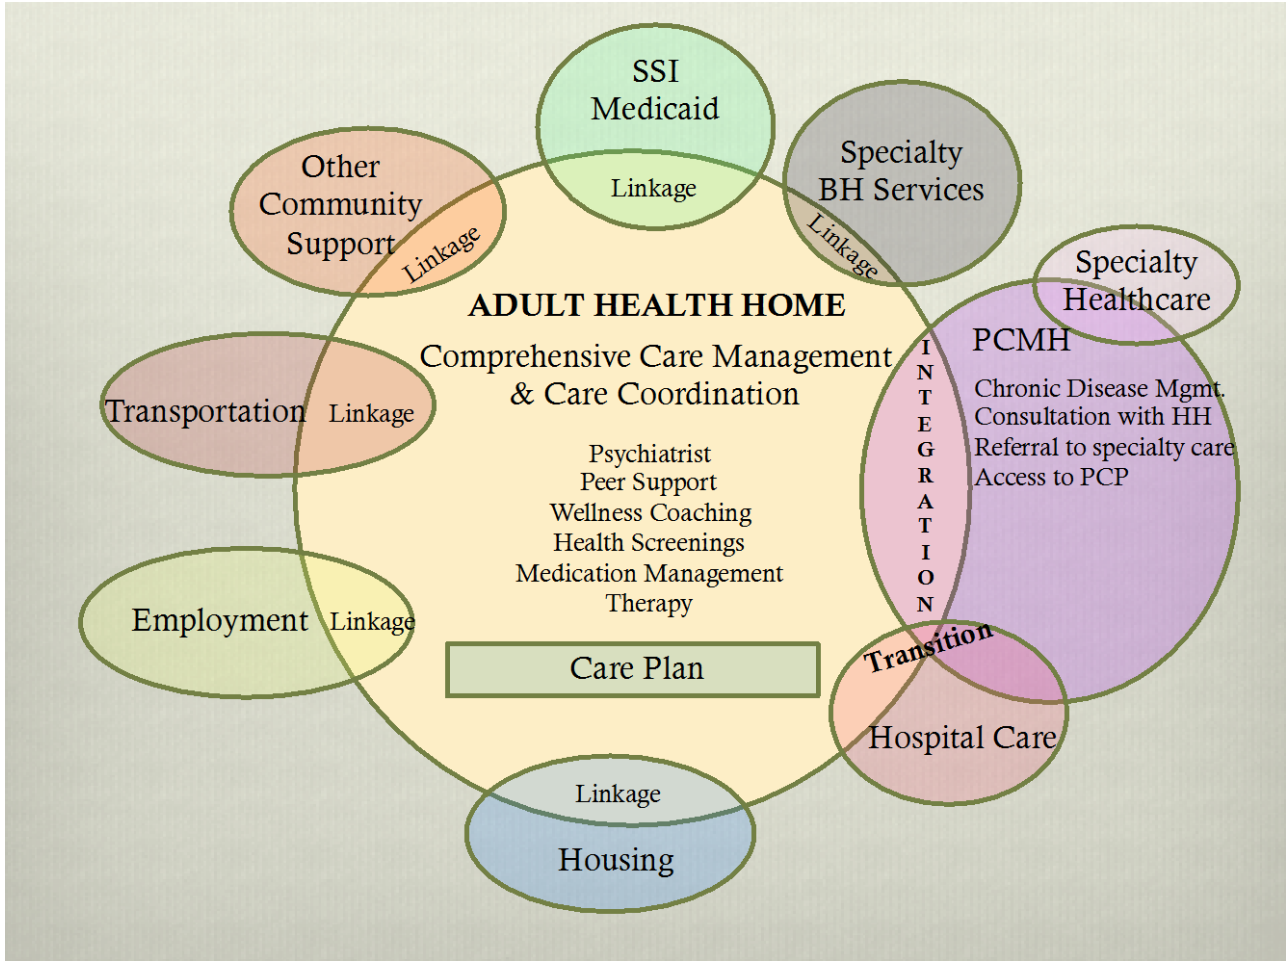 SSI
Medicaid
Linkage
Specialty
BH Services
Linkage
Other
Community
Support
Linkage
Specialty
Healthcare
ADULT HEALTH HOME
Comprehensive Care Management
& Care Coordination
Psychiatrist
Peer Support
Wellness Coaching
Health Screenings
Medication Management
Therapy
Care Plan
INTEGRATION
PCMH
Chronic Disease Mgmt.
Consultation with HH
Referral to specialty care
Access to PCP
Transportation
Linkage
Employment
Linkage
Transition
Hospital Care
Linkage
Housing